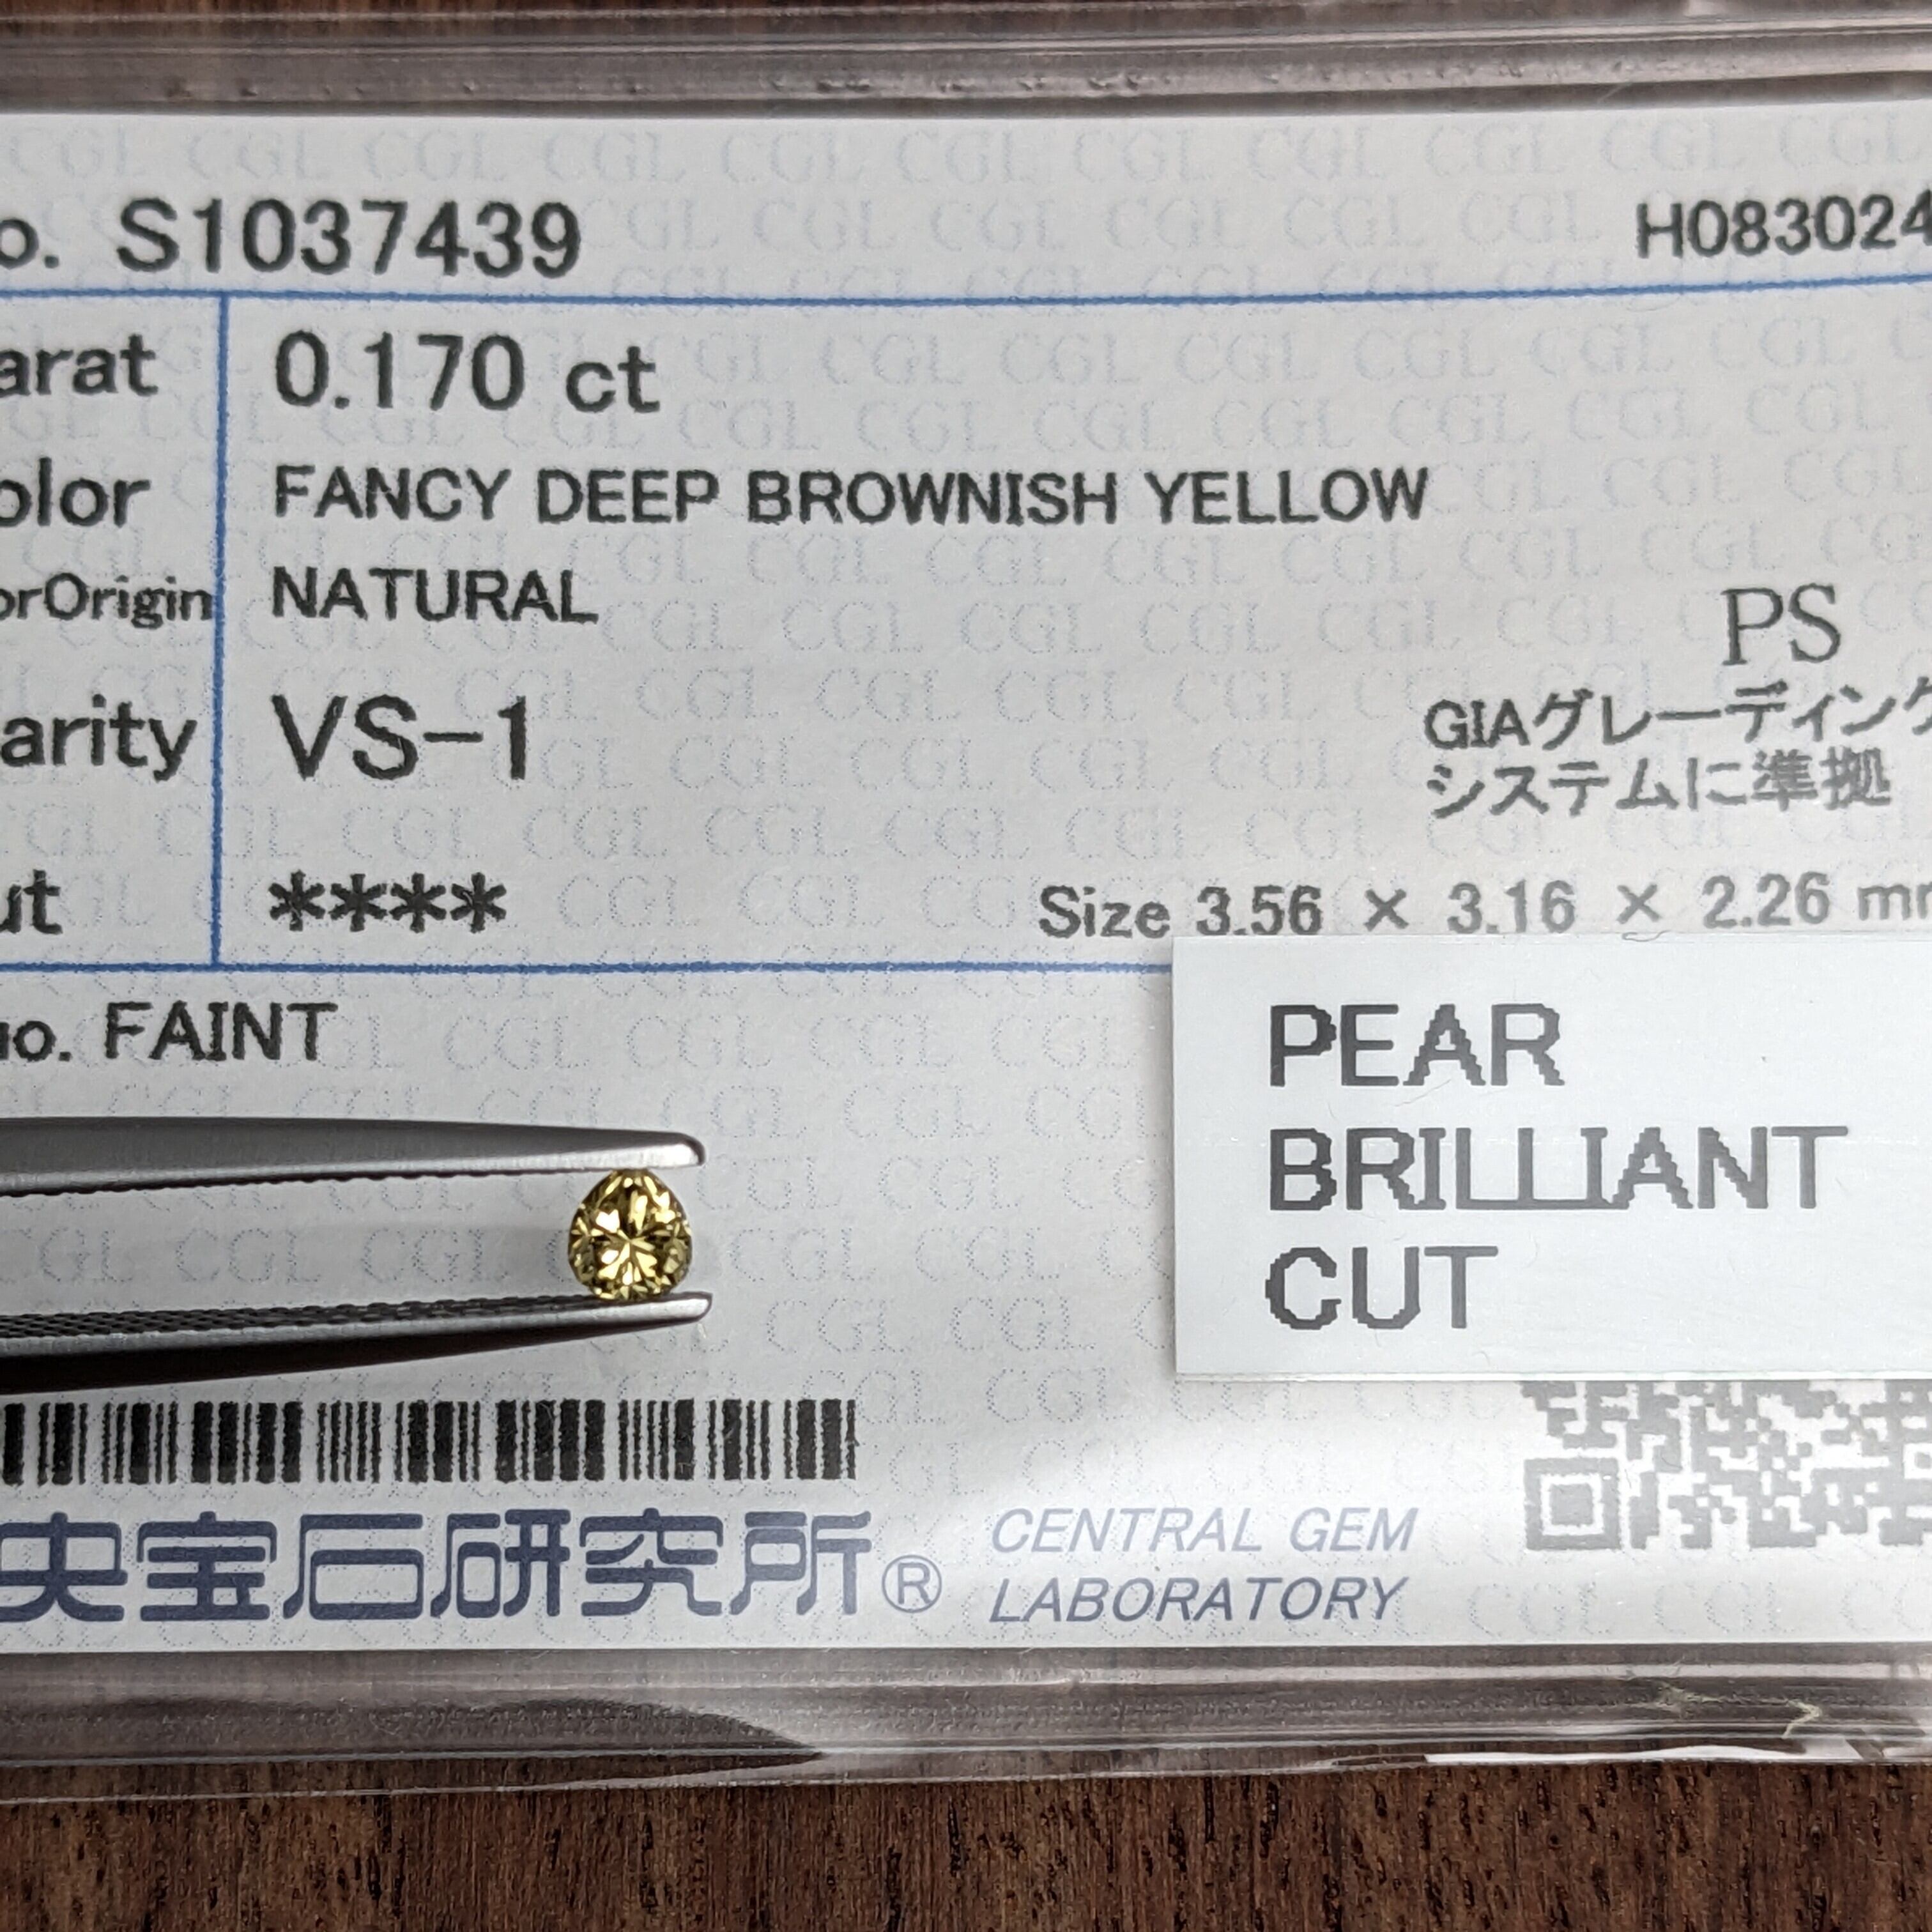 o. S1037439 H083024
arat 0.170 ct
olor FANCY DEEP BROWNISH YELLOW
orOrigin NATURAL
PS
arity VS-1
GIAグレーディング
システムに準拠
ut ****
Size 3.56 × 3.16 × 2.26 mm
uo. FAINT
PEAR
BRILLIANT
CUT
央宝石研究所®
CENTRAL GEM
LABORATORY